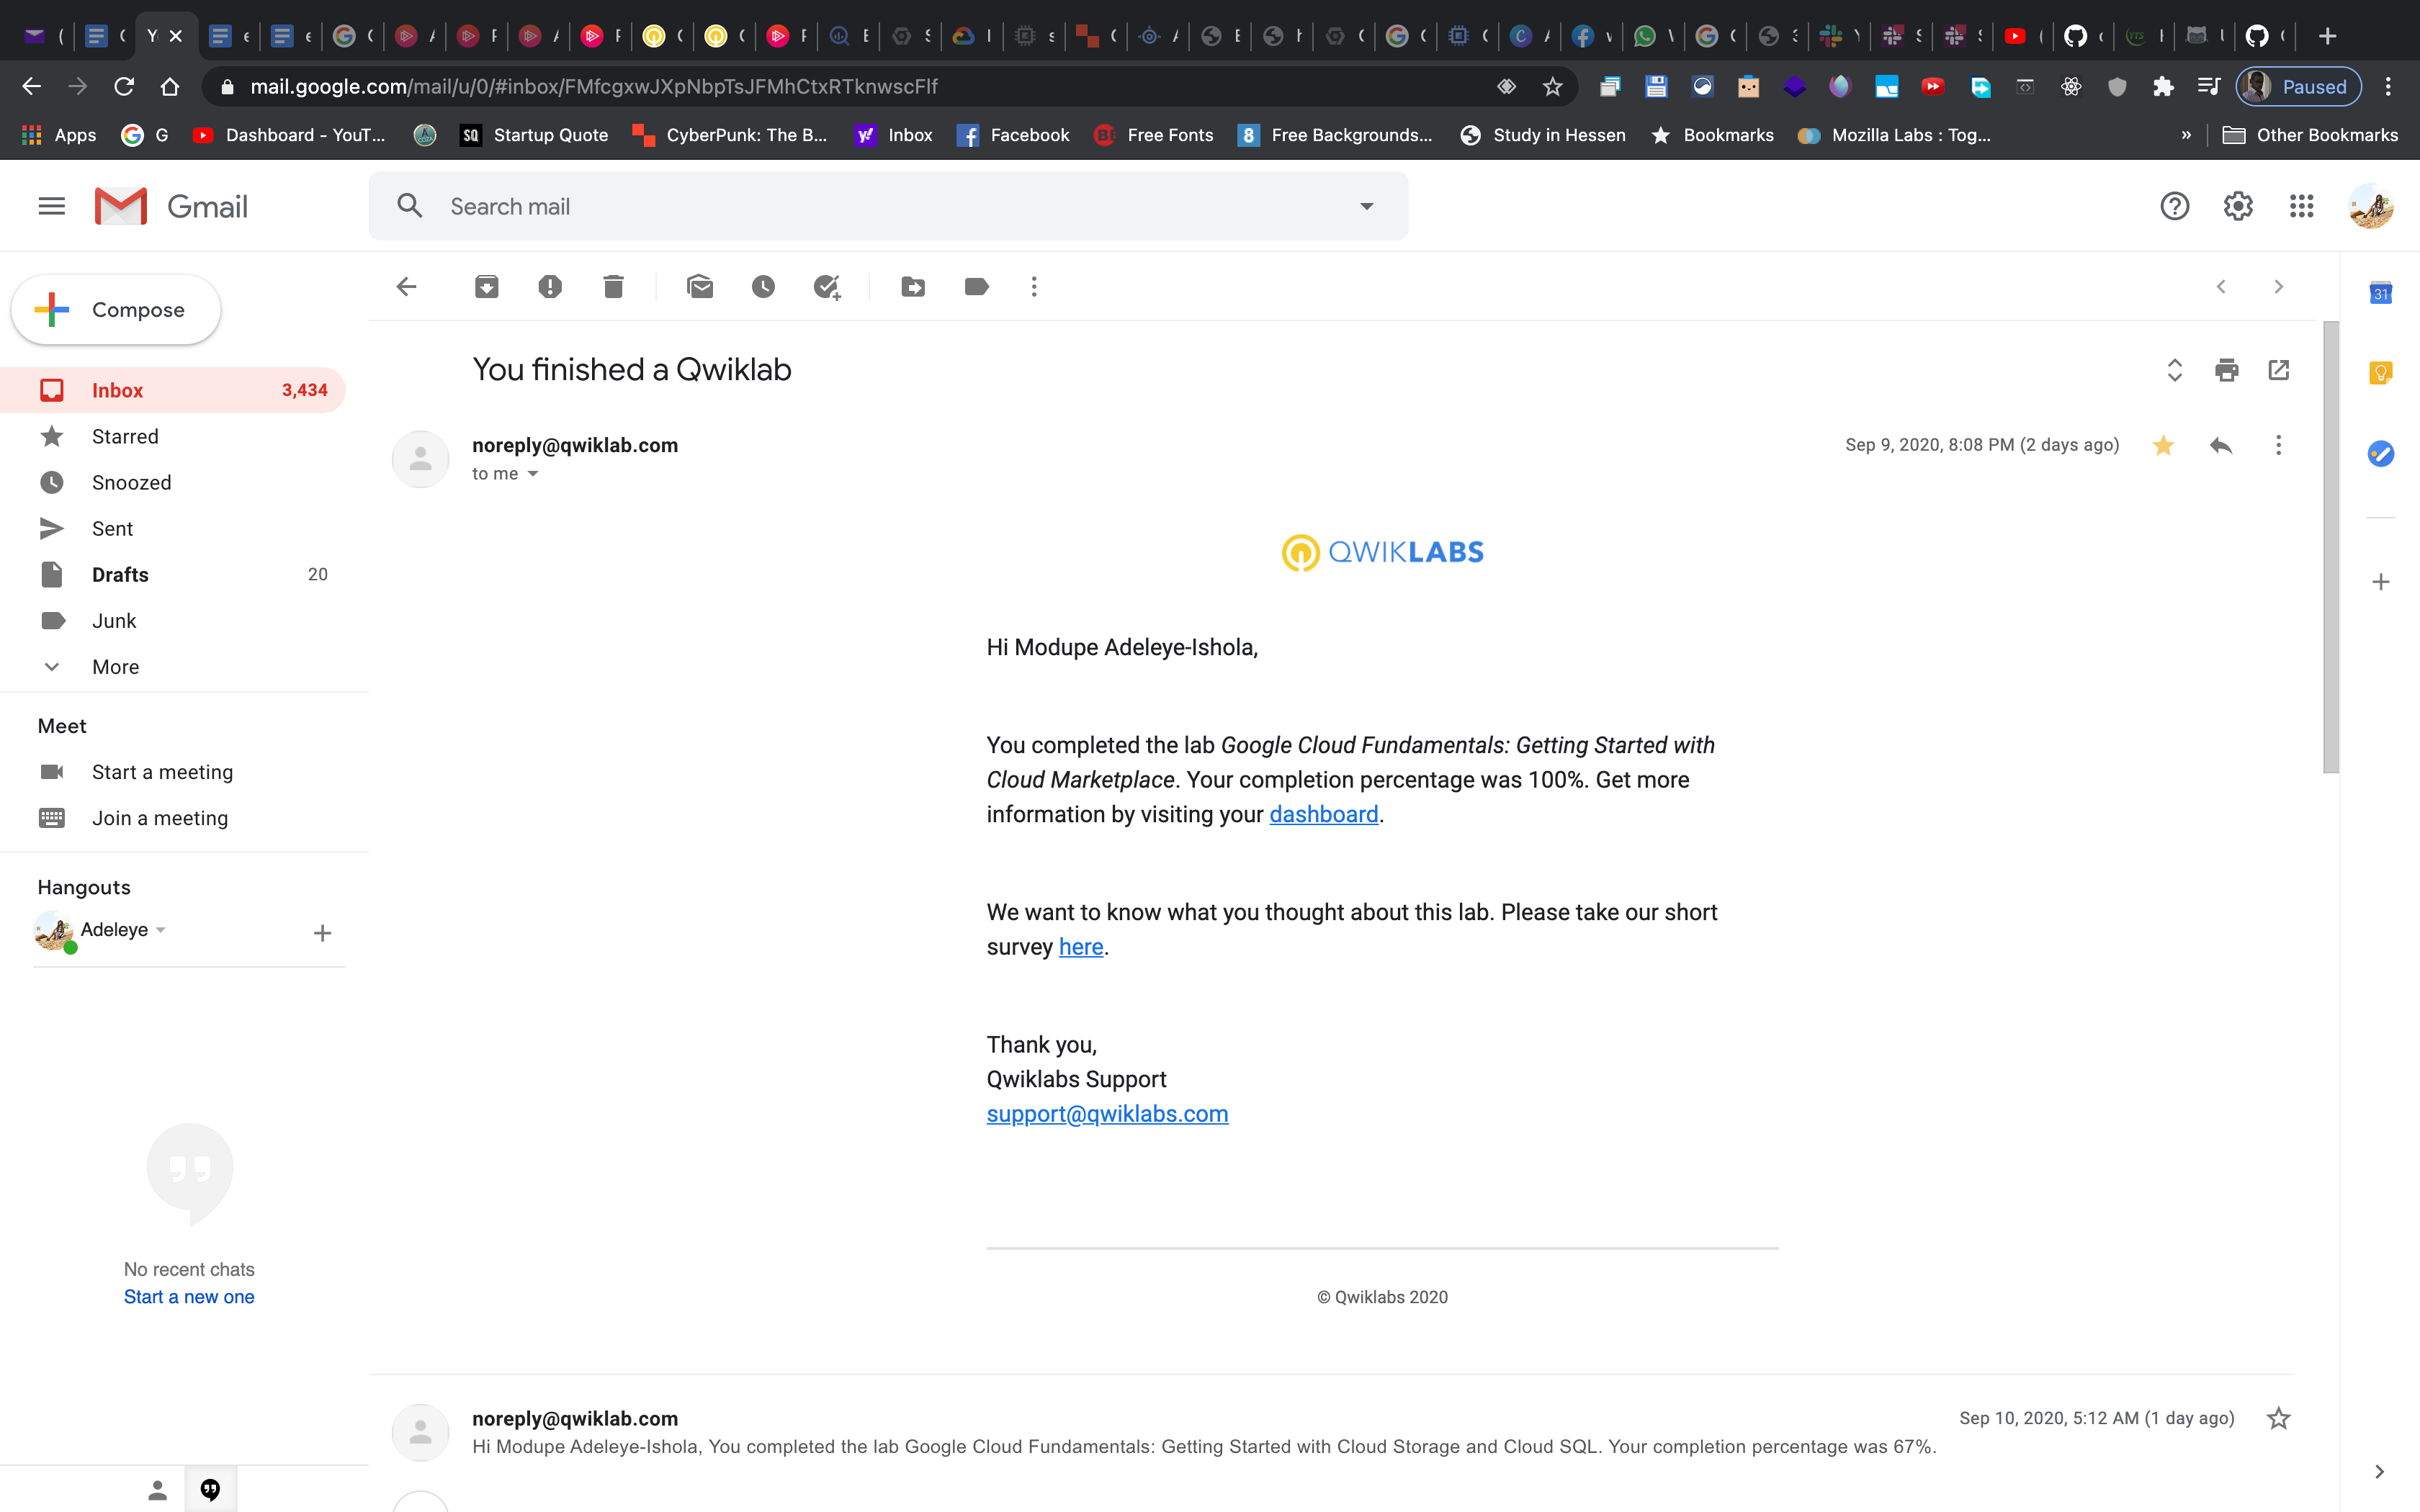 mail.google.com/mail/u/0/#inbox/FMfcgxwJXpNbpTsJFMhCtxRTknwscFlf
Paused
Apps
G
Dashboard - YouT...
Startup Quote
CyberPunk: The B...
Inbox
Facebook
Free Fonts
Free Backgrounds...
Study in Hessen
Bookmarks
Mozilla Labs : Tog...
»
Other Bookmarks
Gmail
Search mail
Compose
Inbox 3,434
Starred
Snoozed
Sent
Drafts 20
Junk
More
Meet
Start a meeting
Join a meeting
Hangouts
Adeleye
No recent chats
Start a new one
You finished a Qwiklab
noreply@qwiklab.com
Sep 9, 2020, 8:08 PM (2 days ago)
to me
QWIKLABS
Hi Modupe Adeleye-Ishola,
You completed the lab Google Cloud Fundamentals: Getting Started with
Cloud Marketplace. Your completion percentage was 100%. Get more
information by visiting your dashboard.
We want to know what you thought about this lab. Please take our short
survey here.
Thank you,
Qwiklabs Support
support@qwiklabs.com
© Qwiklabs 2020
noreply@qwiklab.com
Sep 10, 2020, 5:12 AM (1 day ago)
Hi Modupe Adeleye-Ishola, You completed the lab Google Cloud Fundamentals: Getting Started with Cloud Storage and Cloud SQL. Your completion percentage was 67%.
31